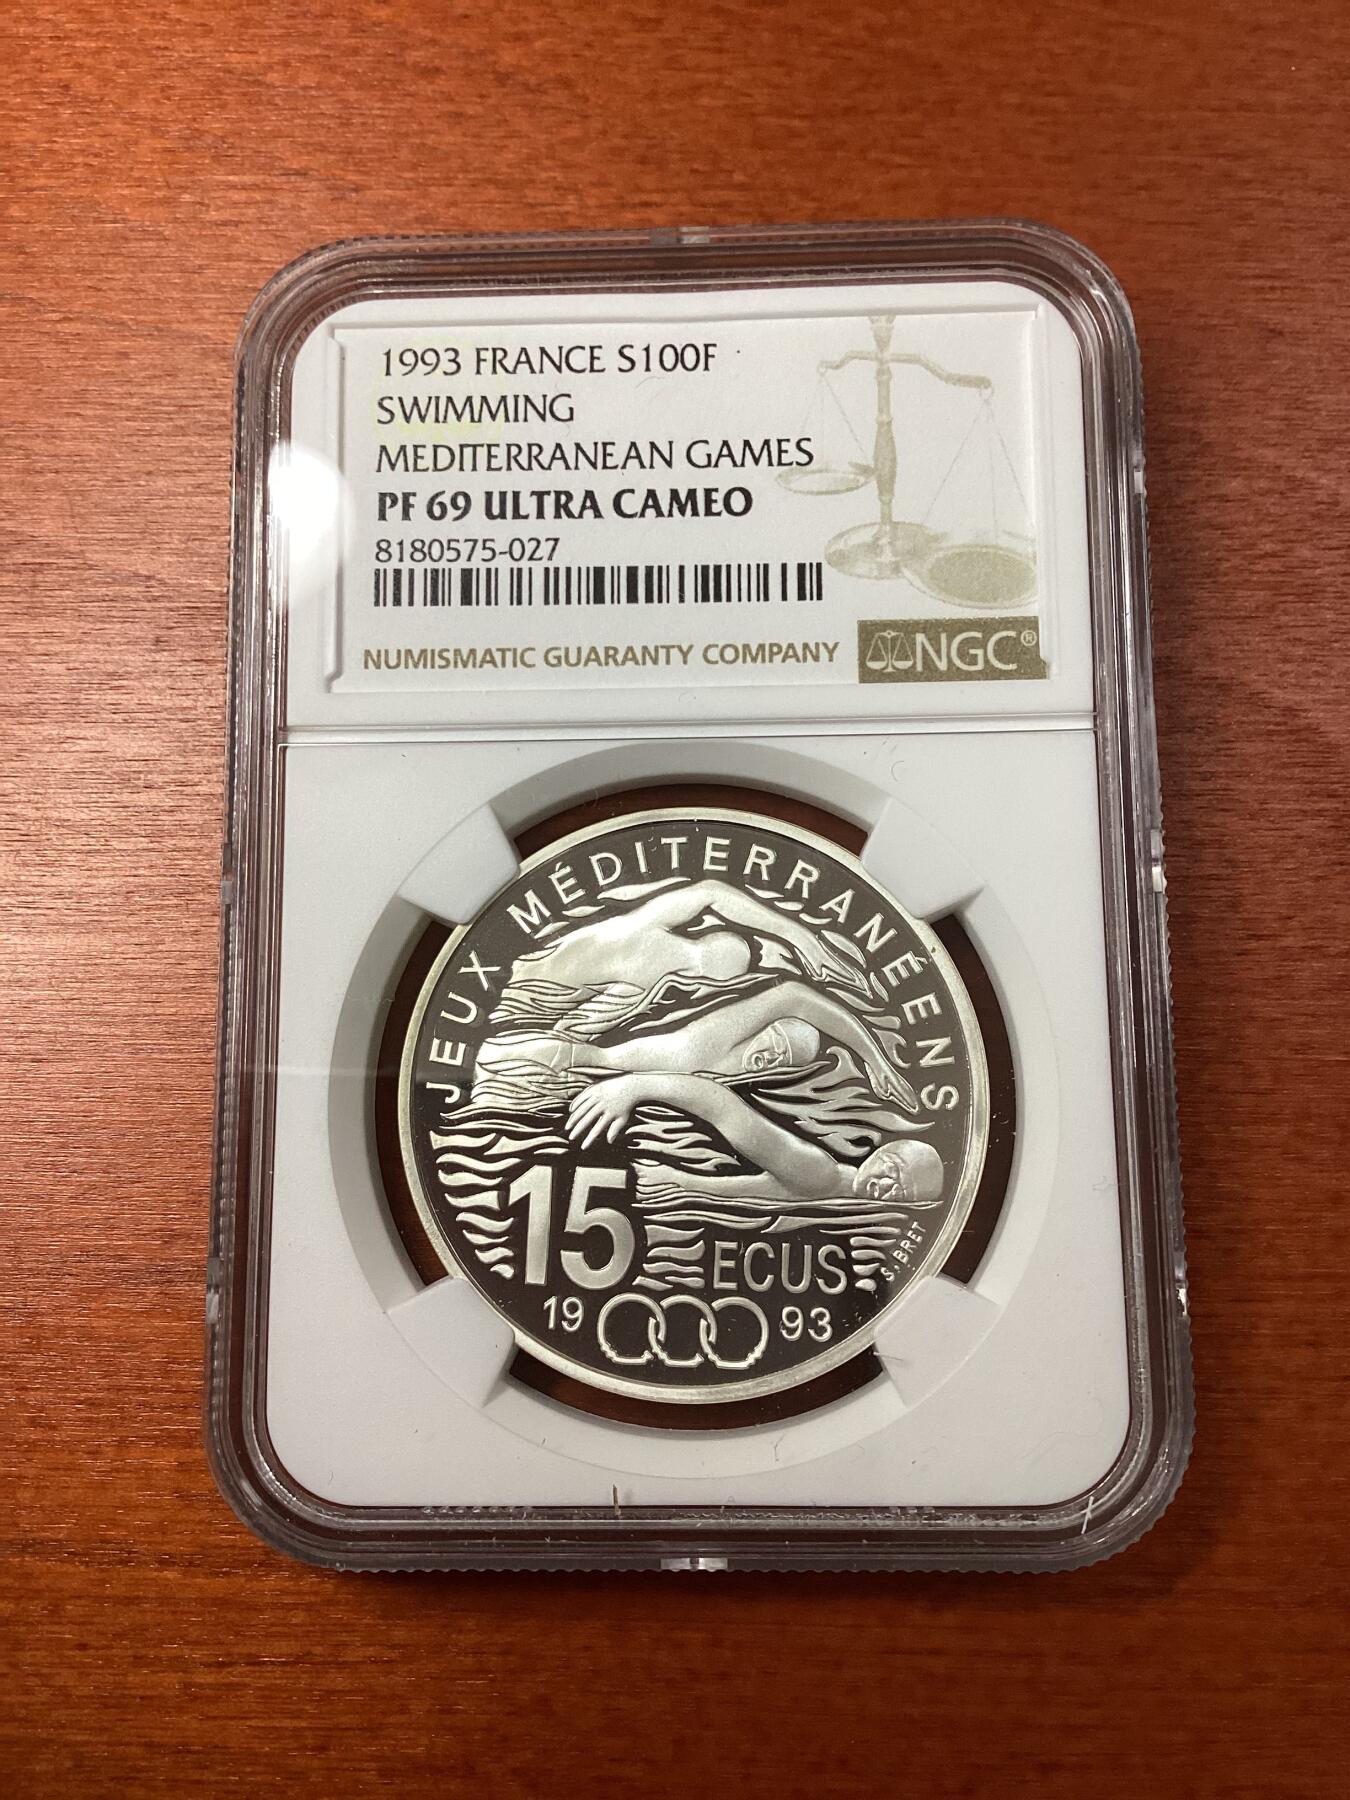 1993 FRANCE S100F
SWIMMING
MEDITERRANEAN GAMES
PF 69 ULTRA CAMEO
8180575-027
NUMISMATIC GUARANTY COMPANY
NGC®
JEUX MÉDITERRANÉENS
15
ECUS
S.BRET
19 93